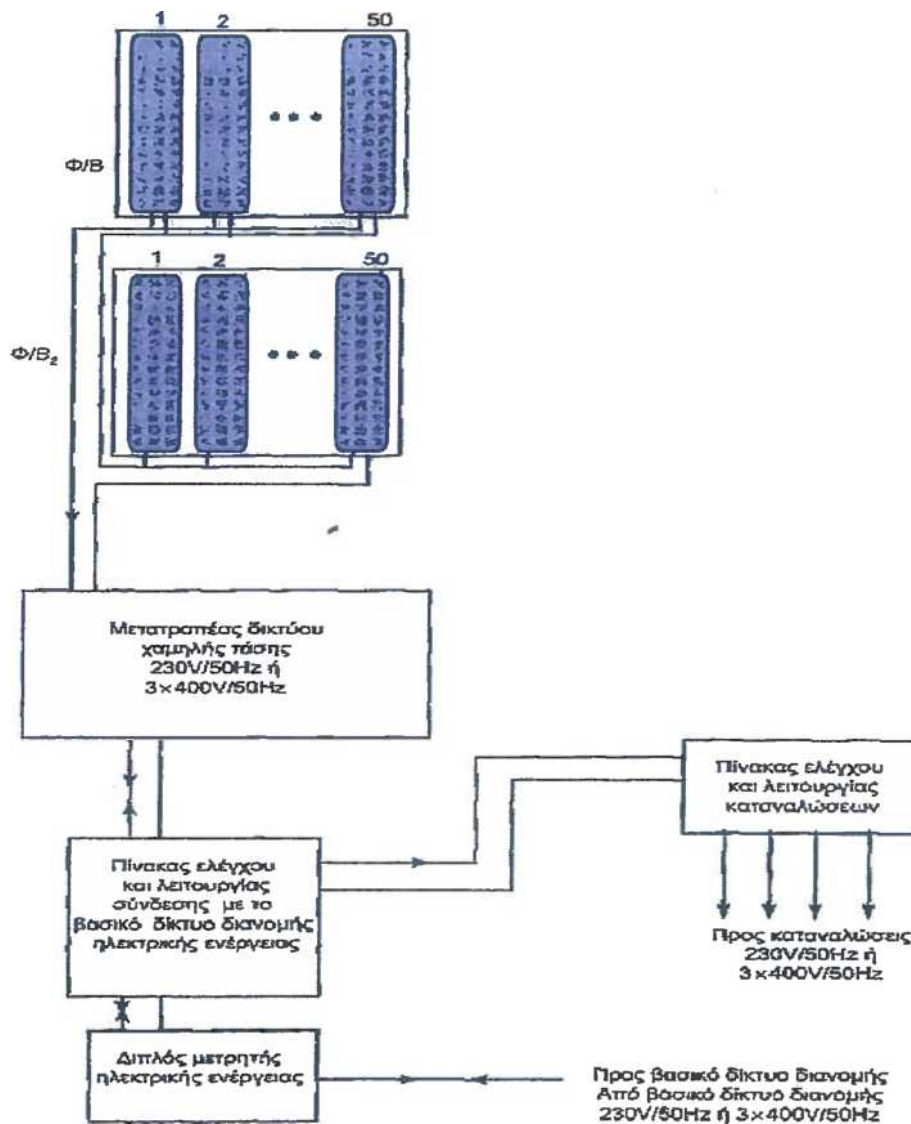 1 2 50
Φ/Β
1 2 50
Φ/Β₂
Μετατροπέας δικτύου
χαμηλής τάσης
230V/50Hz ή
3×400V/50Hz
Πίνακας ελέγχου
και λειτουργίας
καταναλώσεων
Πίνακας ελέγχου
και λειτουργίας
σύνδεσης με το
βασικό δίκτυο διανομής
ηλεκτρικής ενέργειας
Προς καταναλώσεις
230V/50Hz ή
3×400V/50Hz
Διπλός μετρητής
ηλεκτρικής ενέργειας
Προς βασικό δίκτυο διανομής
Από βασικό δίκτυο διανομής
230V/50Hz ή 3×400V/50Hz